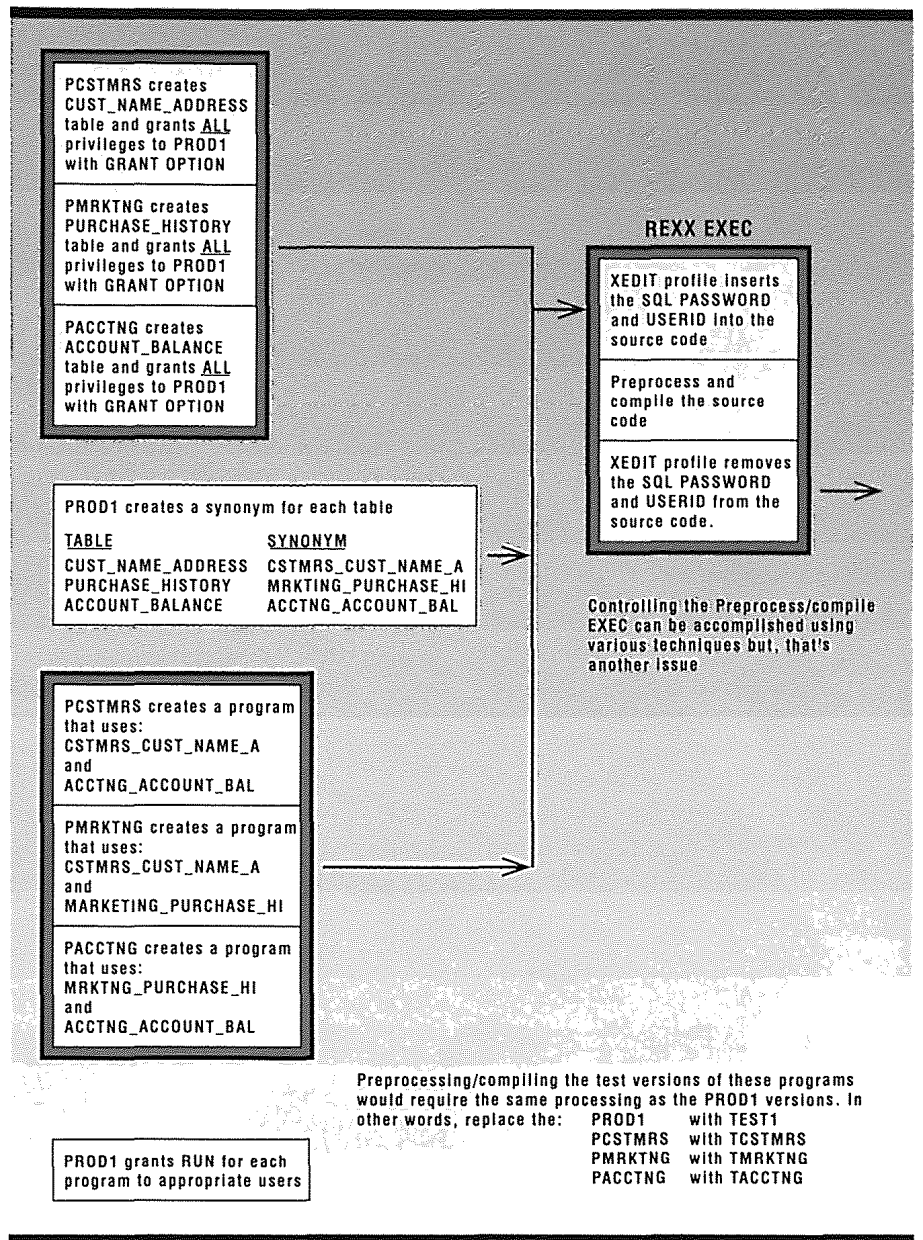 PCSTMRS creates
CUST_NAME_ADDRESS
table and grants ALL
privileges to PROD1
with GRANT OPTION
PMRKTNG creates
PURCHASE_HISTORY
table and grants ALL
privileges to PROD1
with GRANT OPTION
PACCTNG creates
ACCOUNT_BALANCE
table and grants ALL
privileges to PROD1
with GRANT OPTION
REXX EXEC
XEDIT profile inserts
the SQL PASSWORD
and USERID into the
source code
Preprocess and
compile the source
code
XEDIT profile removes
the SQL PASSWORD
and USERID from the
source code.
PROD1 creates a synonym for each table
TABLE SYNONYM
CUST_NAME_ADDRESS CSTMRS_CUST_NAME_A
PURCHASE_HISTORY MRKTING_PURCHASE_HI
ACCOUNT_BALANCE ACCTNG_ACCOUNT_BAL
Controlling the Preprocess/compile
EXEC can be accomplished using
various techniques but, that's
another issue
PCSTMRS creates a program
that uses:
CSTMRS_CUST_NAME_A
and
ACCTNG_ACCOUNT_BAL
PMRKTNG creates a program
that uses:
CSTMRS_CUST_NAME_A
and
MARKETING_PURCHASE_HI
PACCTNG creates a program
that uses:
MRKTNG_PURCHASE_HI
and
ACCTNG_ACCOUNT_BAL
Preprocessing/compiling the test versions of these programs
would require the same processing as the PROD1 versions. In
other words, replace the: PROD1 with TEST1
PCSTMRS with TCSTMRS
PMRKTNG with TMRKTNG
PACCTNG with TACCTNG
PROD1 grants RUN for each
program to appropriate users